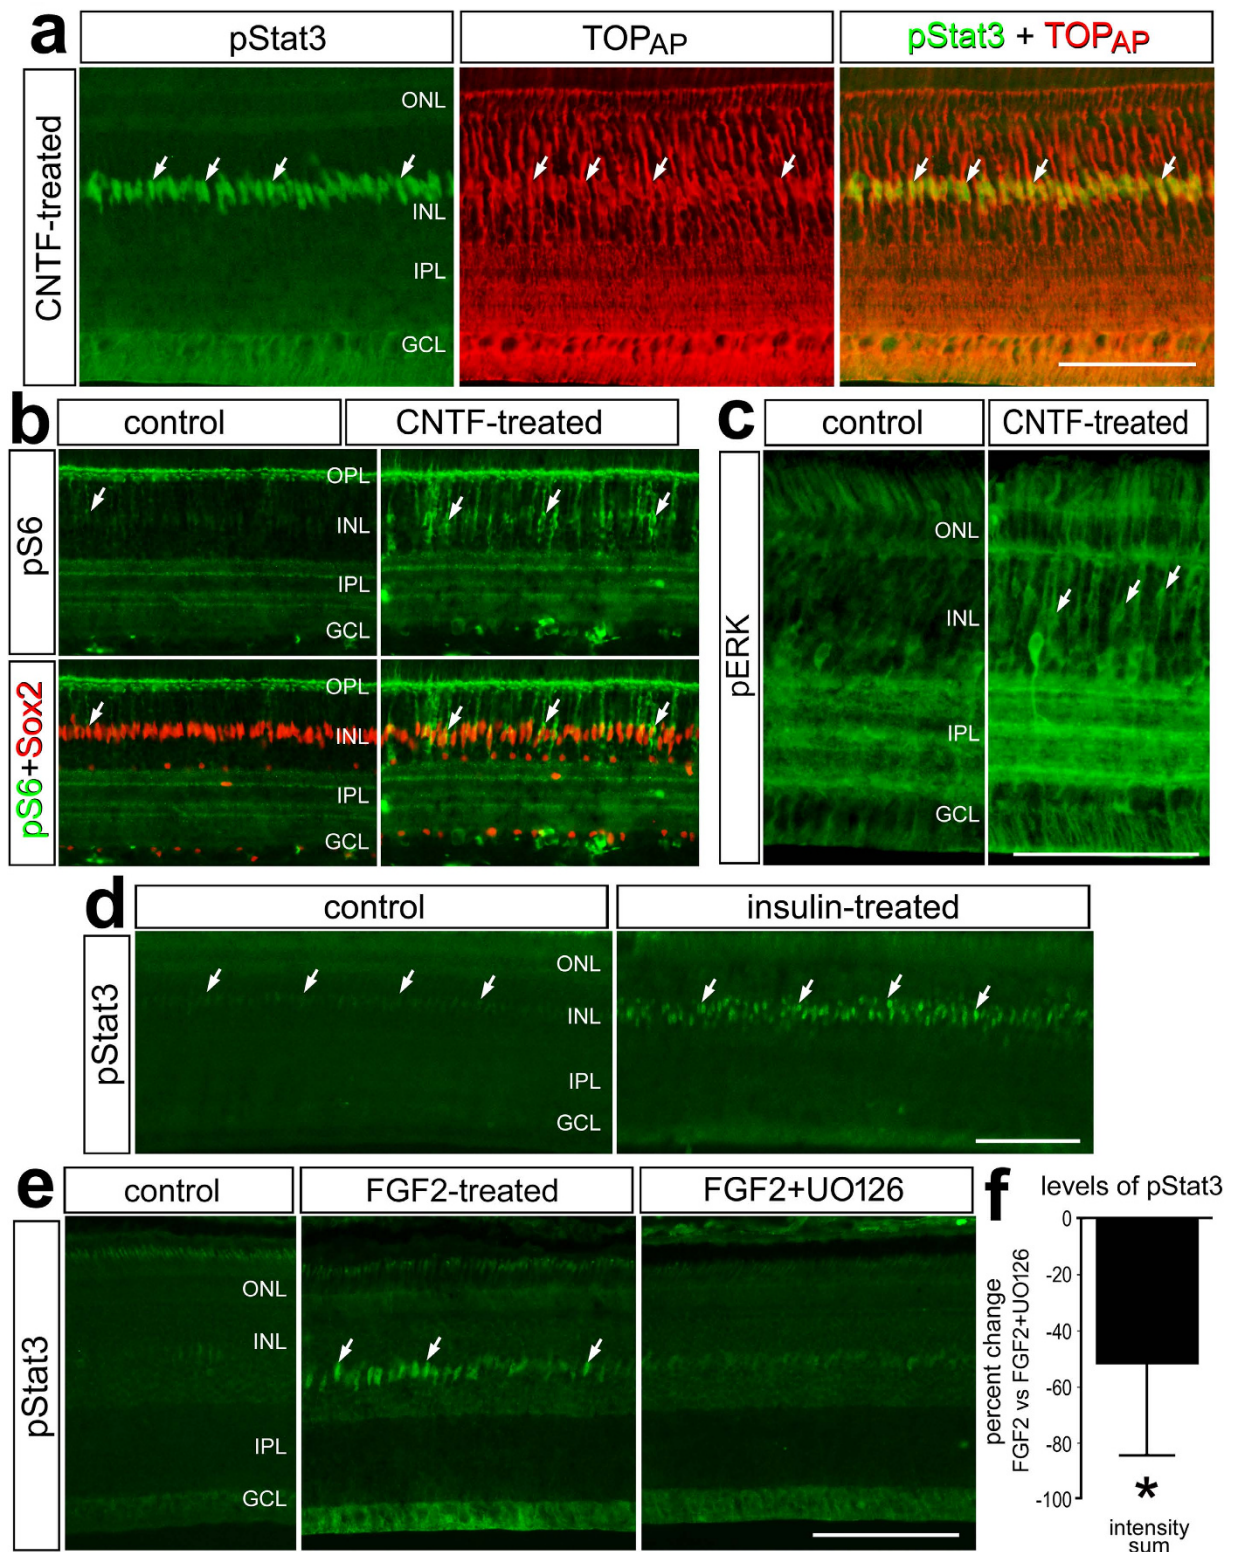 a
pStat3
TOPAP
pStat3 + TOPAP
CNTF-treated
ONL
INL
IPL
GCL
b
control
CNTF-treated
pS6
OPL
INL
IPL
GCL
pS6+Sox2
OPL
INL
IPL
GCL
c
control
CNTF-treated
pERK
ONL
INL
IPL
GCL
d
control
insulin-treated
pStat3
ONL
INL
IPL
GCL
e
control
FGF2-treated
FGF2+UO126
pStat3
ONL
INL
IPL
GCL
f
levels of pStat3
percent change
FGF2 vs FGF2+UO126
0
-20
-40
-60
-80
-100
*
intensity
sum